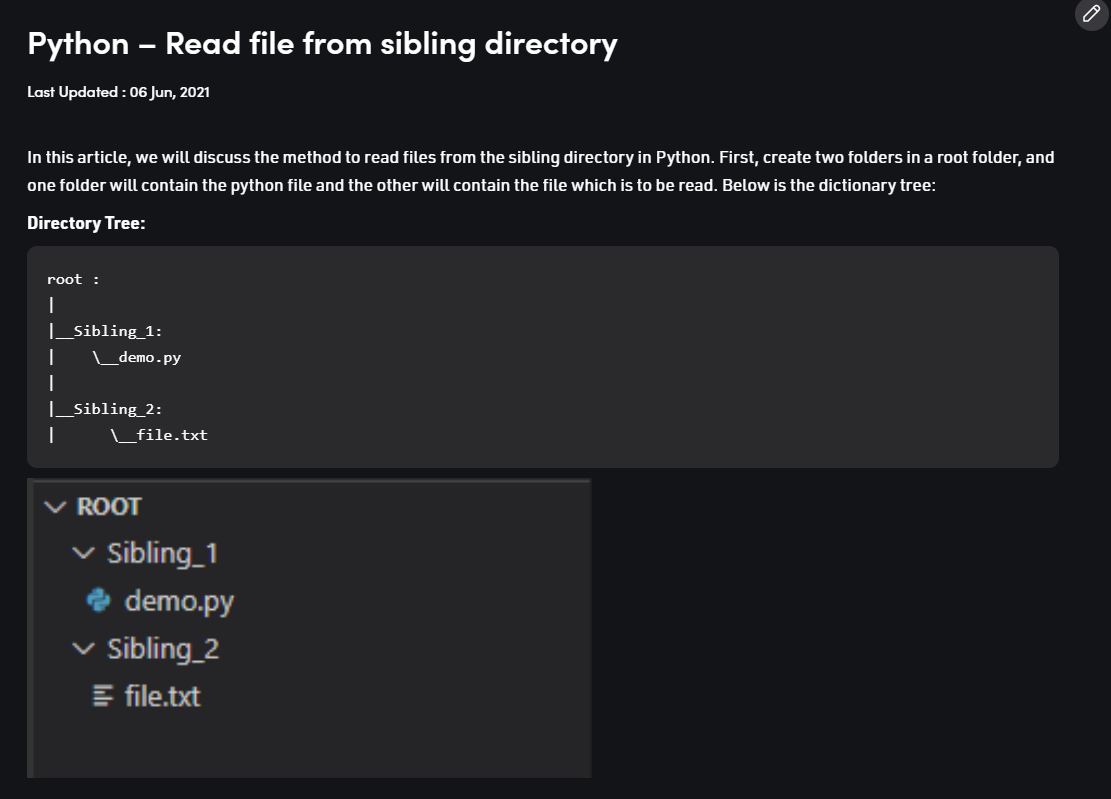 Python – Read file from sibling directory
Last Updated : 06 Jun, 2021
In this article, we will discuss the method to read files from the sibling directory in Python. First, create two folders in a root folder, and
one folder will contain the python file and the other will contain the file which is to be read. Below is the dictionary tree:
Directory Tree:
root :
|
|__Sibling_1:
|    \__demo.py
|
|__Sibling_2:
|      \__file.txt
ROOT
Sibling_1
demo.py
Sibling_2
file.txt